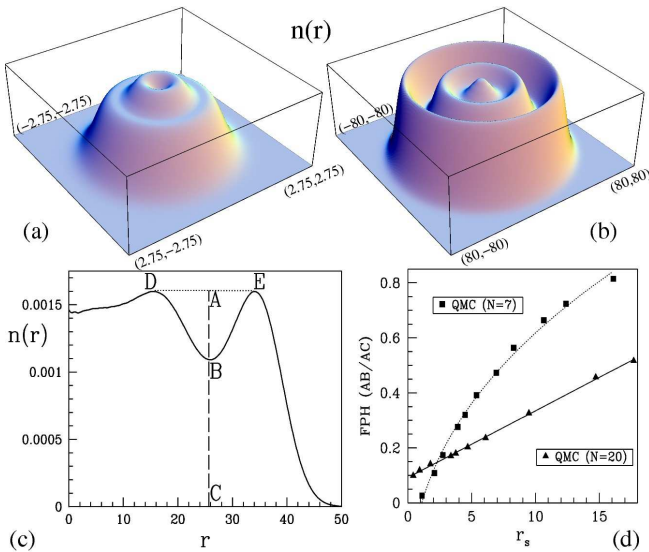 n(r)
(−2.75,−2.75)
(2.75,2.75)
(2.75,−2.75)
(a)
(−80,−80)
(80,80)
(80,−80)
(b)
D E
A
B
C
0.0015
n(r)
0.001
0.0005
0
0 10 20 30 40 50
r
(c)
0.8
0.6
0.4
0.2
0
FPH (AB/AC)
QMC (N=7)
QMC (N=20)
0 5 10 15
r_s
(d)